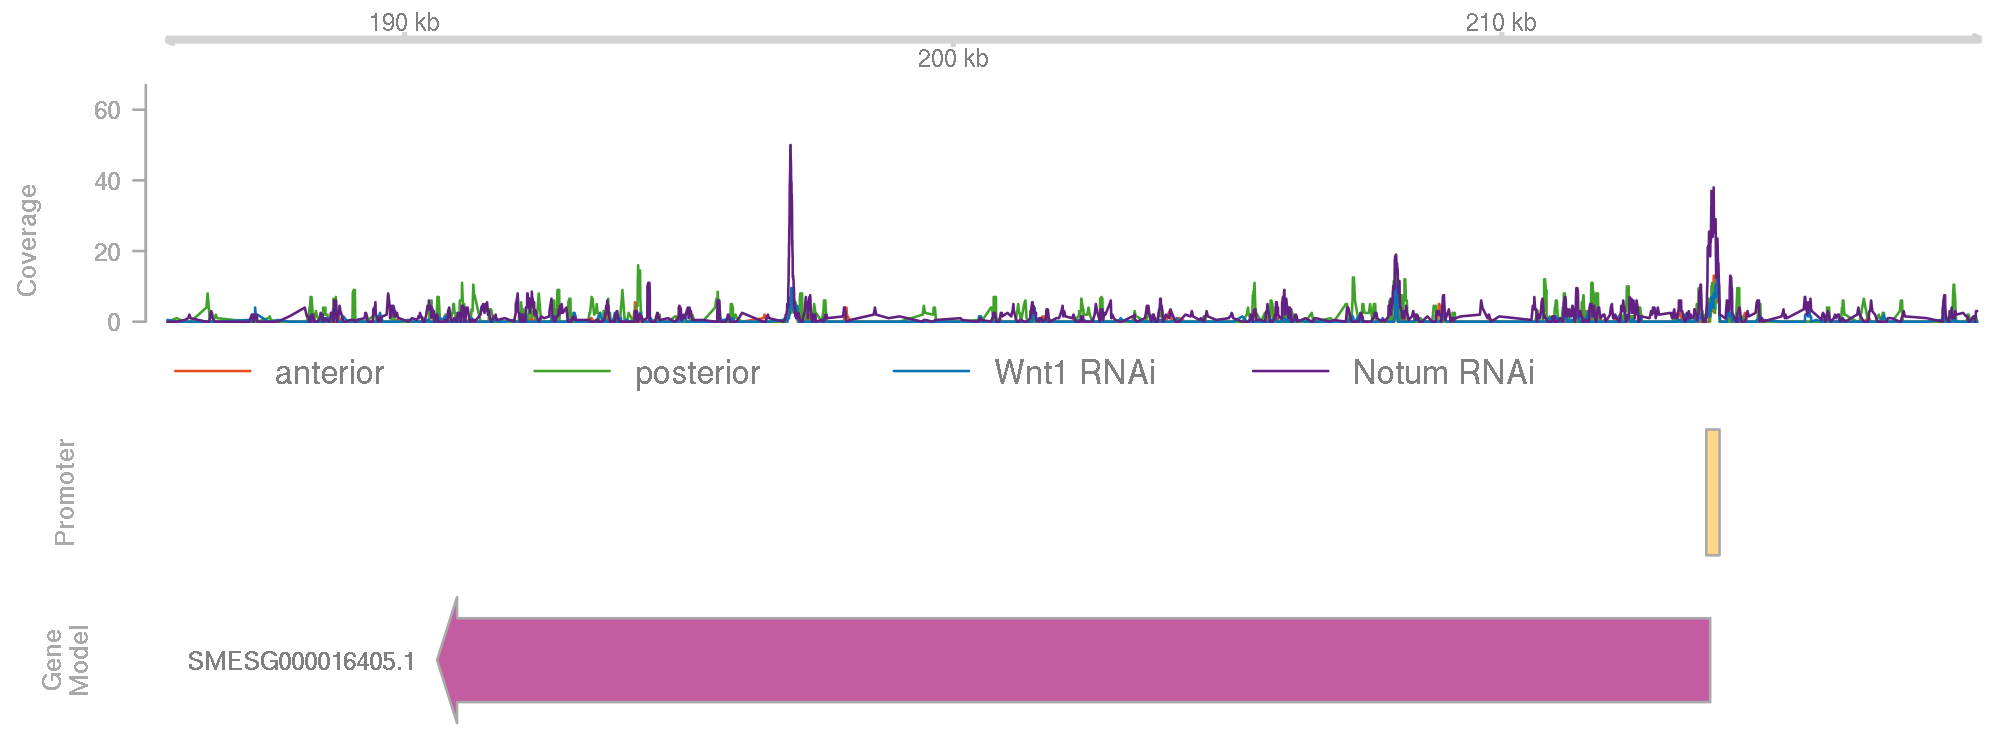 190 kb
210 kb
200 kb
Coverage
60
40
20
0
anterior posterior Wnt1 RNAi Notum RNAi
Promoter
Gene
Model
SMESG000016405.1